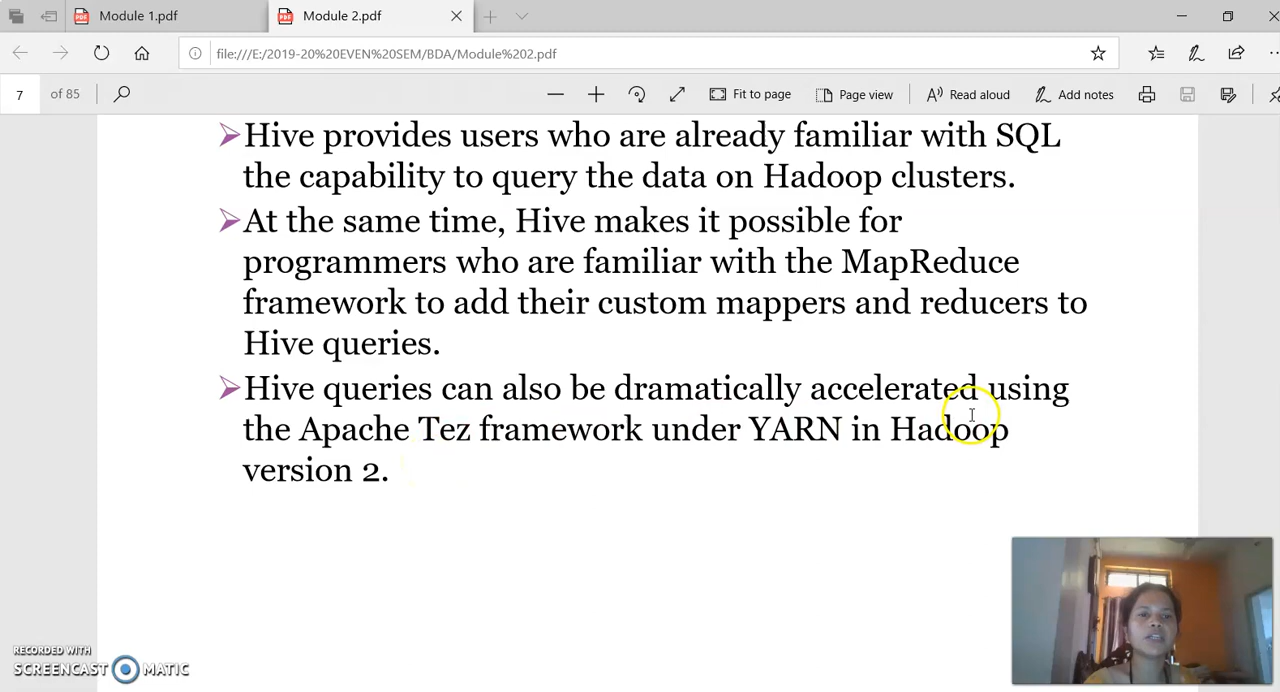 Module 1.pdf
Module 2.pdf
file:///E:/2019-20%20EVEN%20SEM/BDA/Module%202.pdf
7 of 85
Fit to page
Page view
Read aloud
Add notes
Hive provides users who are already familiar with SQL
the capability to query the data on Hadoop clusters.
At the same time, Hive makes it possible for
programmers who are familiar with the MapReduce
framework to add their custom mappers and reducers to
Hive queries.
Hive queries can also be dramatically accelerated using
the Apache Tez framework under YARN in Hadoop
version 2.
RECORDED WITH
SCREENCAST MATIC